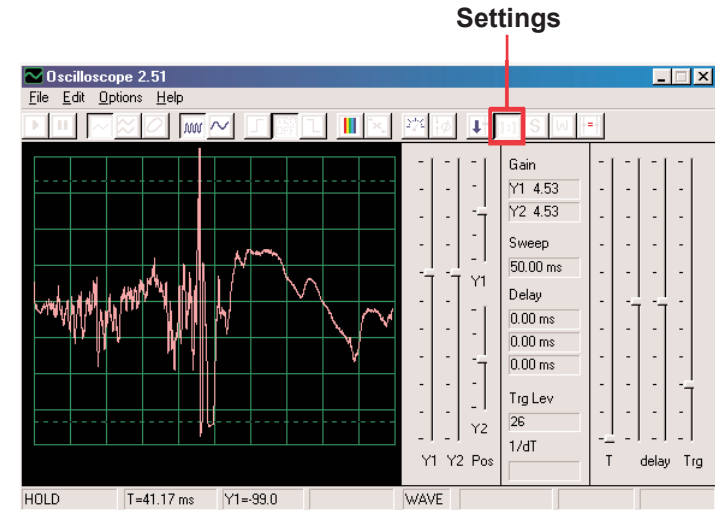 Settings
Oscilloscope 2.51
File Edit Options Help
Gain
Y1 4.53
Y2 4.53
Sweep
50.00 ms
Y1
Delay
0.00 ms
0.00 ms
0.00 ms
Trg Lev
26
Y2
1/dT
Y1 Y2 Pos
T delay Trg
HOLD T=41.17 ms Y1=-99.0 WAVE